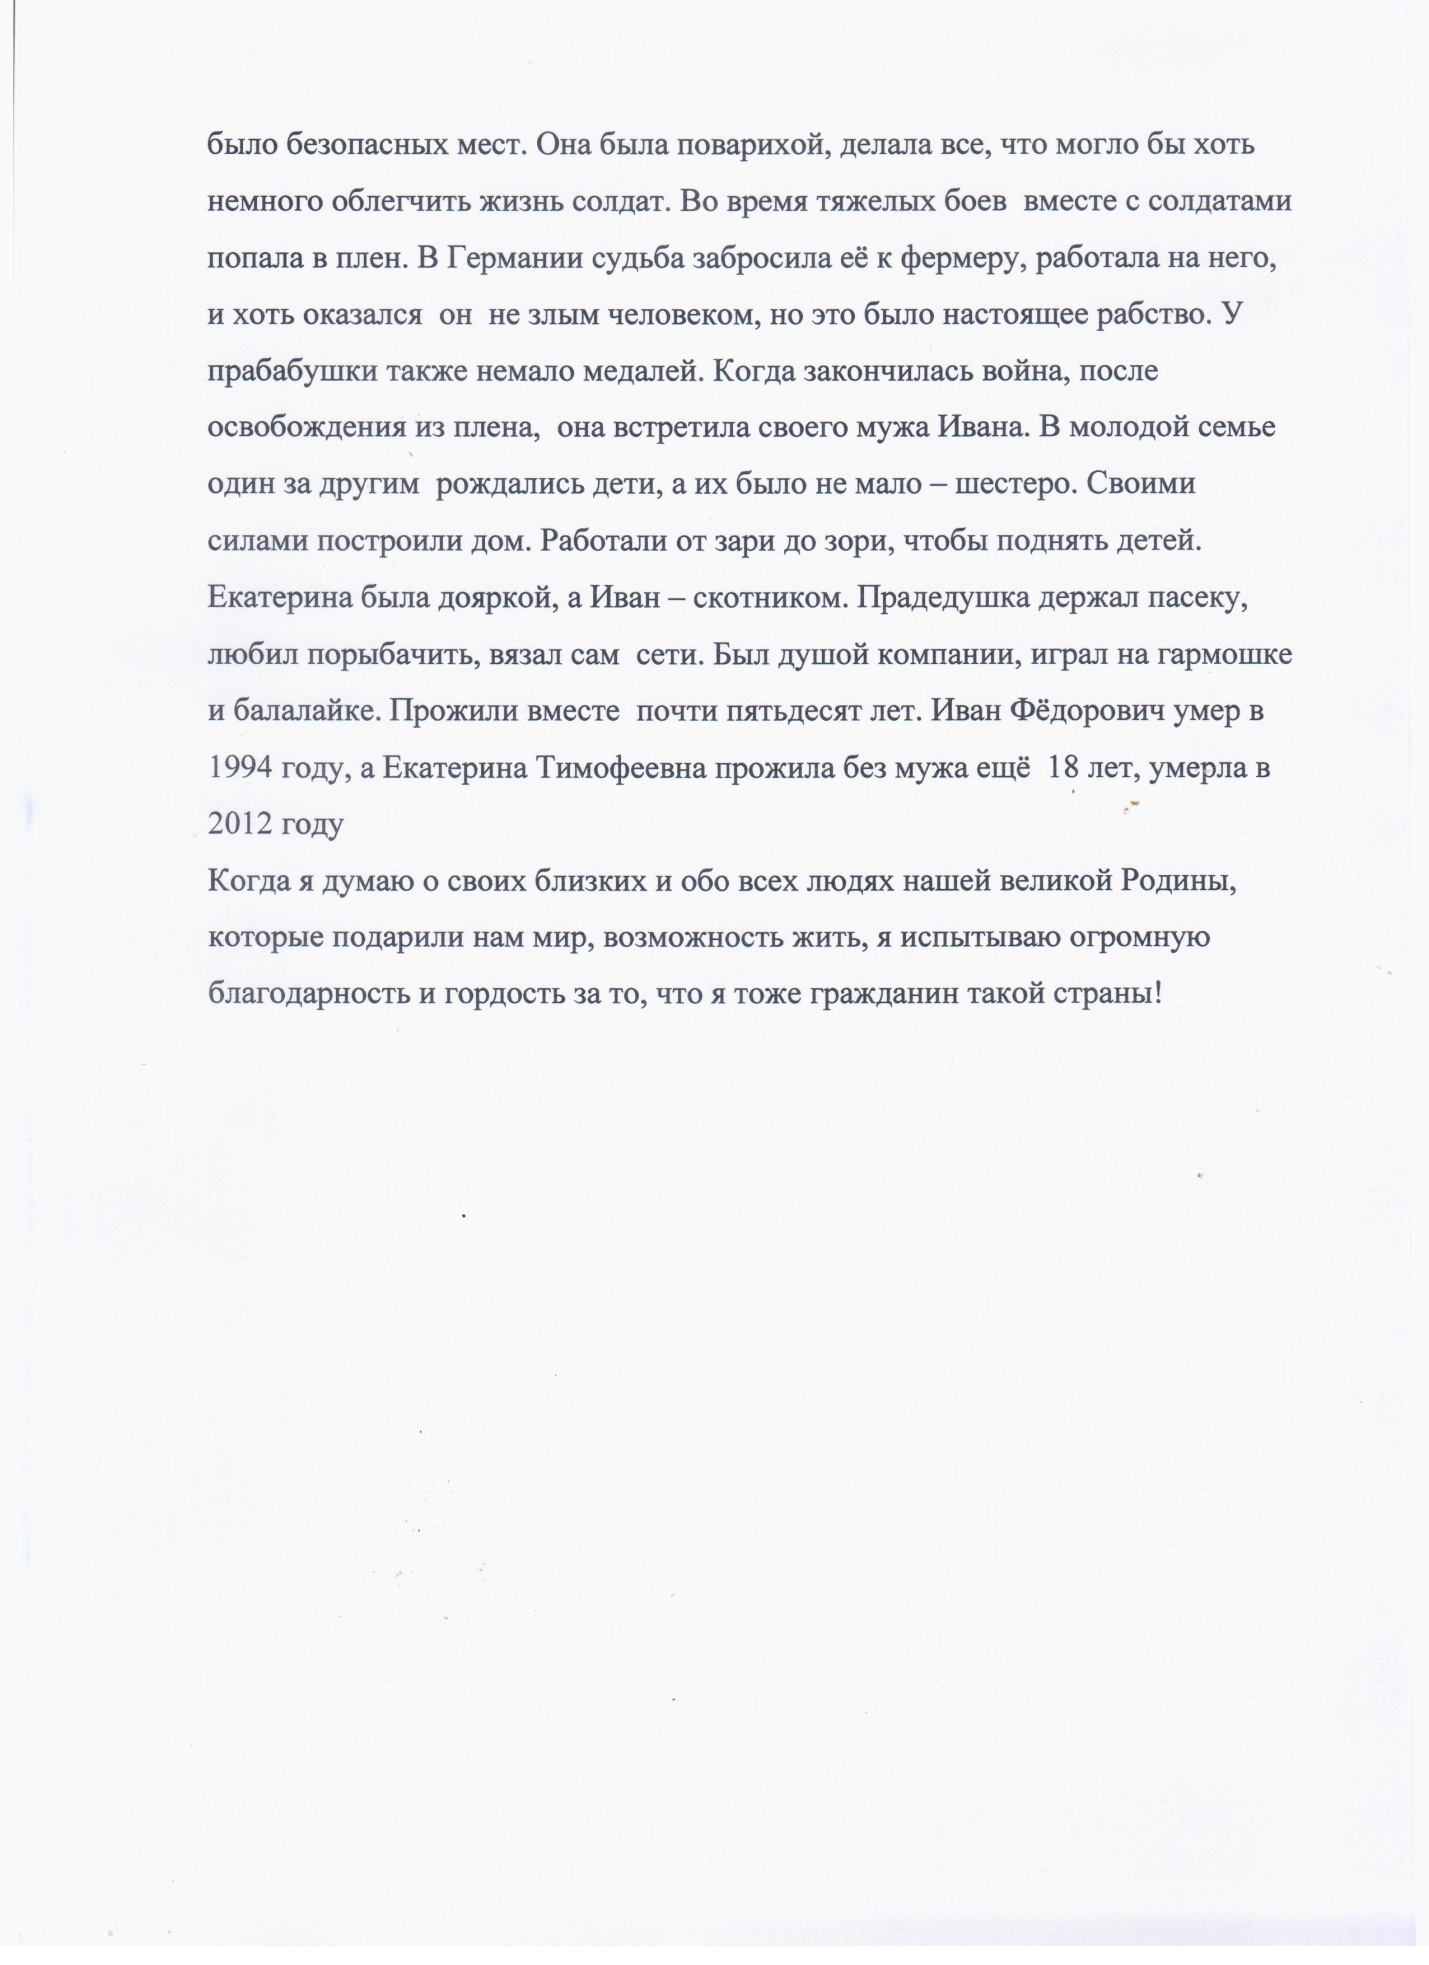 было безопасных мест. Она была поварихой, делала все, что могло бы хоть
немного облегчить жизнь солдат. Во время тяжелых боев  вместе с солдатами
попала в плен. В Германии судьба забросила её к фермеру, работала на него,
и хоть оказался  он  не злым человеком, но это было настоящее рабство. У
прабабушки также немало медалей. Когда закончилась война, после
освобождения из плена,  она встретила своего мужа Ивана. В молодой семье
один за другим  рождались дети, а их было не мало – шестеро. Своими
силами построили дом. Работали от зари до зори, чтобы поднять детей.
Екатерина была дояркой, а Иван – скотником. Прадедушка держал пасеку,
любил порыбачить, вязал сам  сети. Был душой компании, играл на гармошке
и балалайке. Прожили вместе  почти пятьдесят лет. Иван Фёдорович умер в
1994 году, а Екатерина Тимофеевна прожила без мужа ещё  18 лет, умерла в
2012 году
Когда я думаю о своих близких и обо всех людях нашей великой Родины,
которые подарили нам мир, возможность жить, я испытываю огромную
благодарность и гордость за то, что я тоже гражданин такой страны!